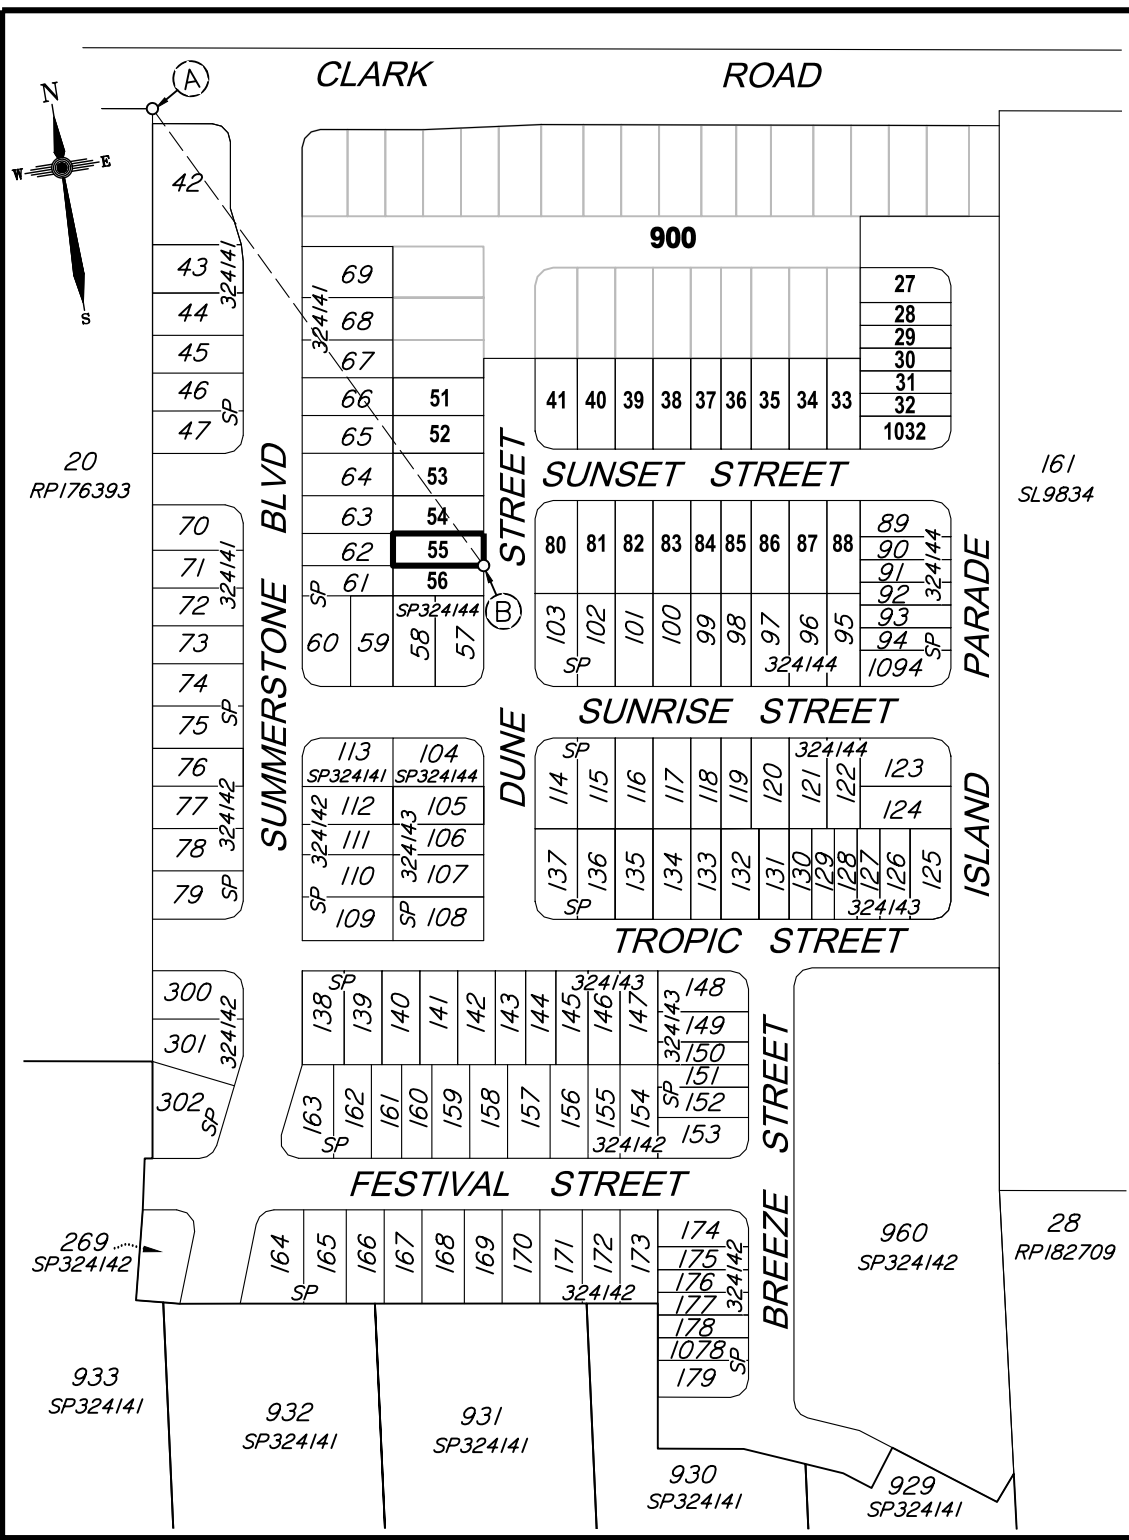 CLARK ROAD
A
N
W E
S
42
43
44
45
46
47
324141
SP
69
68
67
66
65
64
63
62
61
324141
SP
60 59
51
52
53
54
55
56
SP324144
58 57
B
900
27
28
29
30
31
32
1032
41 40 39 38 37 36 35 34 33
SUNSET STREET
20
RP176393
161
SL9834
70
71
72
73
74
75
76
77
78
79
324141
SP
324142
SP
SUMMERSTONE BLVD
DUNE STREET
80 81 82 83 84 85 86 87 88
89
90
91
92
93
94
1094
324144
SP
103 102 101 100 99 98 97 96 95
SP 324144
ISLAND PARADE
SUNRISE STREET
113
SP324141
104
SP324144
112
111
110
109
324142
SP
105
106
107
108
324143
SP
SP 324144
114 115 116 117 118 119 120 121 122
123
124
137 136 135 134 133 132 131 130 129 128 127 126 125
SP 324143
TROPIC STREET
300
301
302
324142
SP
SP 324143
138 139 140 141 142 143 144 145 146 147
148
149
150
151
152
153
324143
SP
163 162 161 160 159 158 157 156 155 154
SP 324142
BREEZE STREET
FESTIVAL STREET
269
SP324142
164 165 166 167 168 169 170 171 172 173
SP 324142
174
175
176
177
178
1078
179
324142
SP
960
SP324142
28
RP182709
933
SP324141
932
SP324141
931
SP324141
930
SP324141
929
SP324141